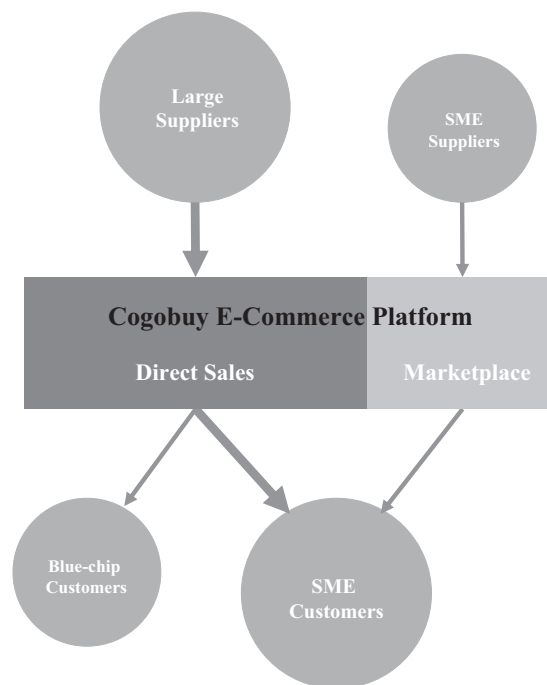 Large
Suppliers
SME
Suppliers
Cogobuy E-Commerce Platform
Direct Sales
Marketplace
Blue-chip
Customers
SME
Customers